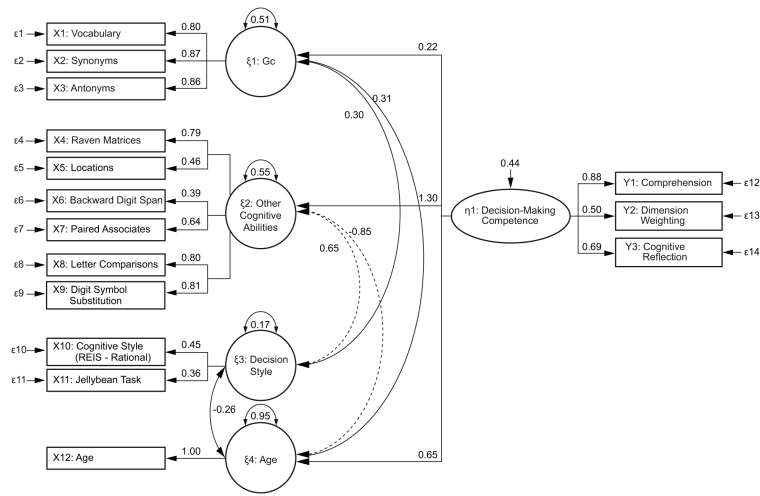 ε1
X1: Vocabulary
0.80
ε2
X2: Synonyms
0.87
ε3
X3: Antonyms
0.86
0.51
ξ1: Gc
0.22
0.31
0.30
ε4
X4: Raven Matrices
0.79
ε5
X5: Locations
0.46
ε6
X6: Backward Digit Span
0.39
ε7
X7: Paired Associates
0.64
ε8
X8: Letter Comparisons
0.80
ε9
X9: Digit Symbol
Substitution
0.81
0.55
ξ2: Other
Cognitive
Abilities
1.30
-0.85
0.65
0.44
η1: Decision-Making
Competence
0.88
Y1: Comprehension
ε12
0.50
Y2: Dimension
Weighting
ε13
0.69
Y3: Cognitive
Reflection
ε14
ε10
X10: Cognitive Style
(REIS - Rational)
0.45
ε11
X11: Jellybean Task
0.36
0.17
ξ3: Decision
Style
-0.26
0.95
ξ4: Age
X12: Age
1.00
0.65